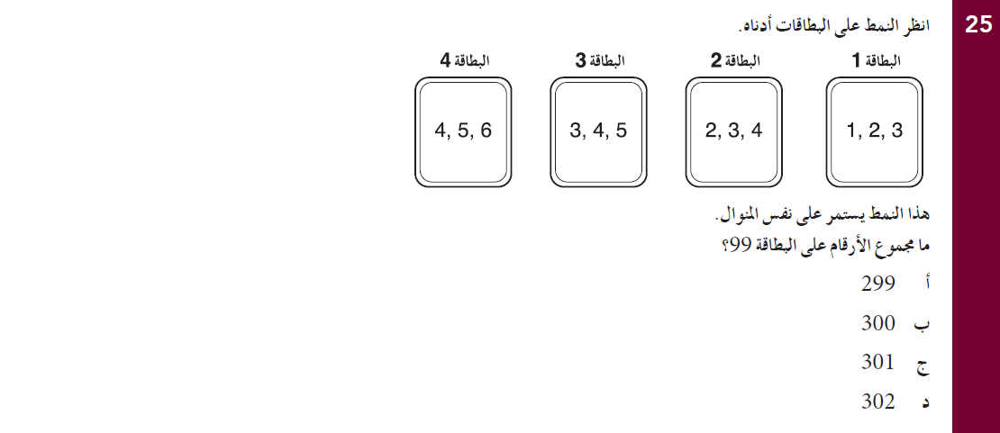 25
انظر النمط على البطاقات أدناه.
البطاقة 1 البطاقة 2 البطاقة 3 البطاقة 4
1, 2, 3 2, 3, 4 3, 4, 5 4, 5, 6
هذا النمط يستمر على نفس المنوال.
ما مجموع الأرقام على البطاقة 99؟
أ 299
ب 300
ج 301
د 302